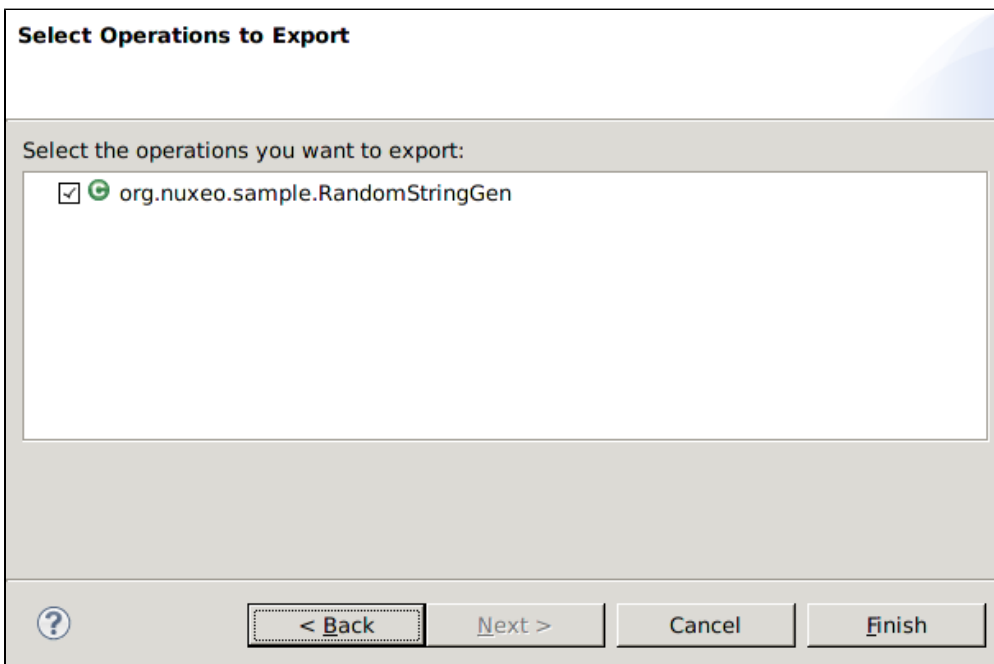 Select Operations to Export
Select the operations you want to export:
org.nuxeo.sample.RandomStringGen
< Back Next > Cancel Finish